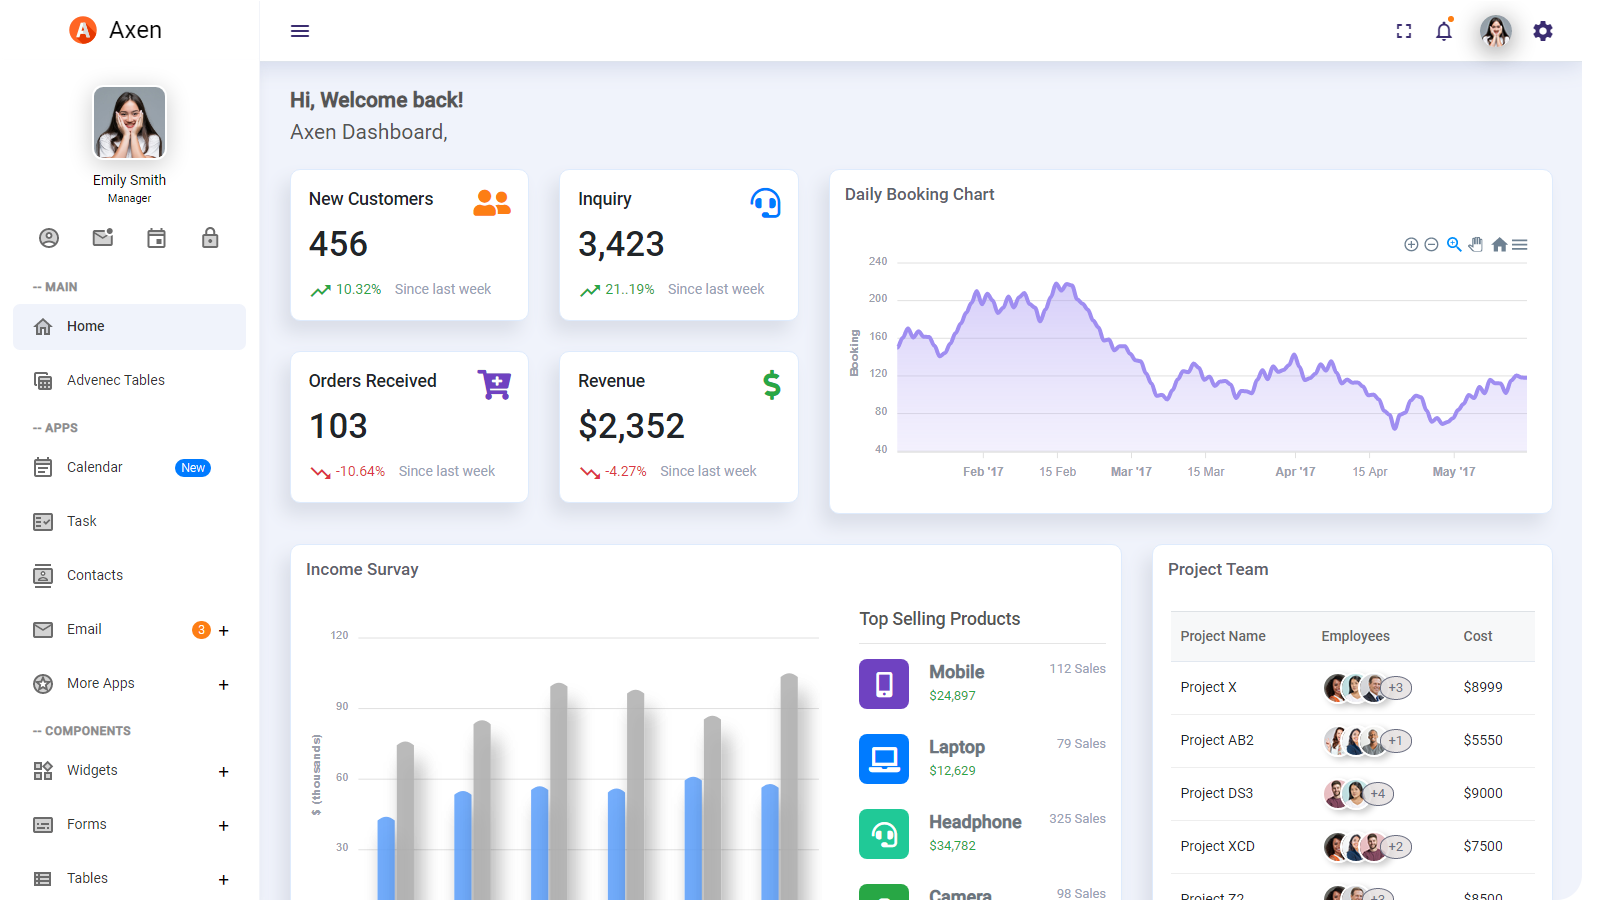 Axen
Emily Smith
Manager
-- MAIN
Home
Advenec Tables
-- APPS
Calendar New
Task
Contacts
Email 3 +
More Apps +
-- COMPONENTS
Widgets +
Forms +
Tables +
Hi, Welcome back!
Axen Dashboard,
New Customers
456
10.32% Since last week
Inquiry
3,423
21..19% Since last week
Orders Received
103
-10.64% Since last week
Revenue
$2,352
-4.27% Since last week
Daily Booking Chart
Booking
240
200
160
120
80
40
Feb '17 15 Feb Mar '17 15 Mar Apr '17 15 Apr May '17
Income Survay
$ (thousands)
120
90
60
30
Top Selling Products
Mobile 112 Sales
$24,897
Laptop 79 Sales
$12,629
Headphone 325 Sales
$34,782
Camera 98 Sales
Project Team
Project Name Employees Cost
Project X +3 $8999
Project AB2 +1 $5550
Project DS3 +4 $9000
Project XCD +2 $7500
Project Z2 +3 $8500